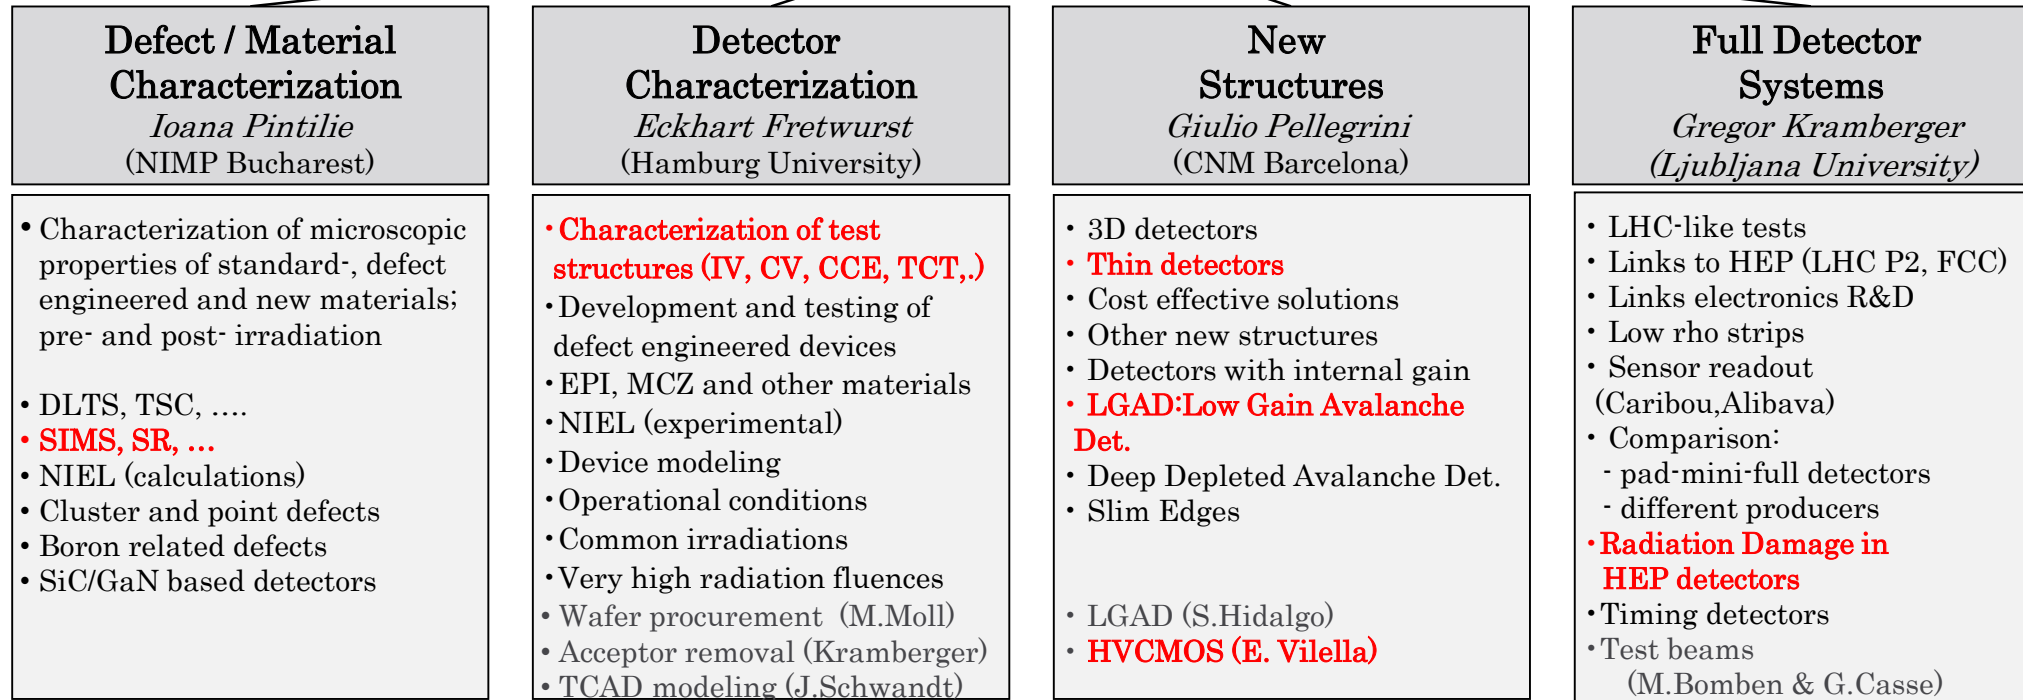 Defect / Material
Characterization
Ioana Pintilie
(NIMP Bucharest)
• Characterization of microscopic
properties of standard-, defect
engineered and new materials;
pre- and post- irradiation
• DLTS, TSC, ....
• SIMS, SR, ...
• NIEL (calculations)
• Cluster and point defects
• Boron related defects
• SiC/GaN based detectors
Detector
Characterization
Eckhart Fretwurst
(Hamburg University)
• Characterization of test
structures (IV, CV, CCE, TCT,.)
• Development and testing of
defect engineered devices
• EPI, MCZ and other materials
• NIEL (experimental)
• Device modeling
• Operational conditions
• Common irradiations
• Very high radiation fluences
• Wafer procurement (M.Moll)
• Acceptor removal (Kramberger)
• TCAD modeling (J.Schwandt)
New
Structures
Giulio Pellegrini
(CNM Barcelona)
• 3D detectors
• Thin detectors
• Cost effective solutions
• Other new structures
• Detectors with internal gain
• LGAD:Low Gain Avalanche
Det.
• Deep Depleted Avalanche Det.
• Slim Edges
• LGAD (S.Hidalgo)
• HVCMOS (E. Vilella)
Full Detector
Systems
Gregor Kramberger
(Ljubljana University)
• LHC-like tests
• Links to HEP (LHC P2, FCC)
• Links electronics R&D
• Low rho strips
• Sensor readout
(Caribou,Alibava)
• Comparison:
- pad-mini-full detectors
- different producers
• Radiation Damage in
HEP detectors
• Timing detectors
• Test beams
(M.Bomben & G.Casse)